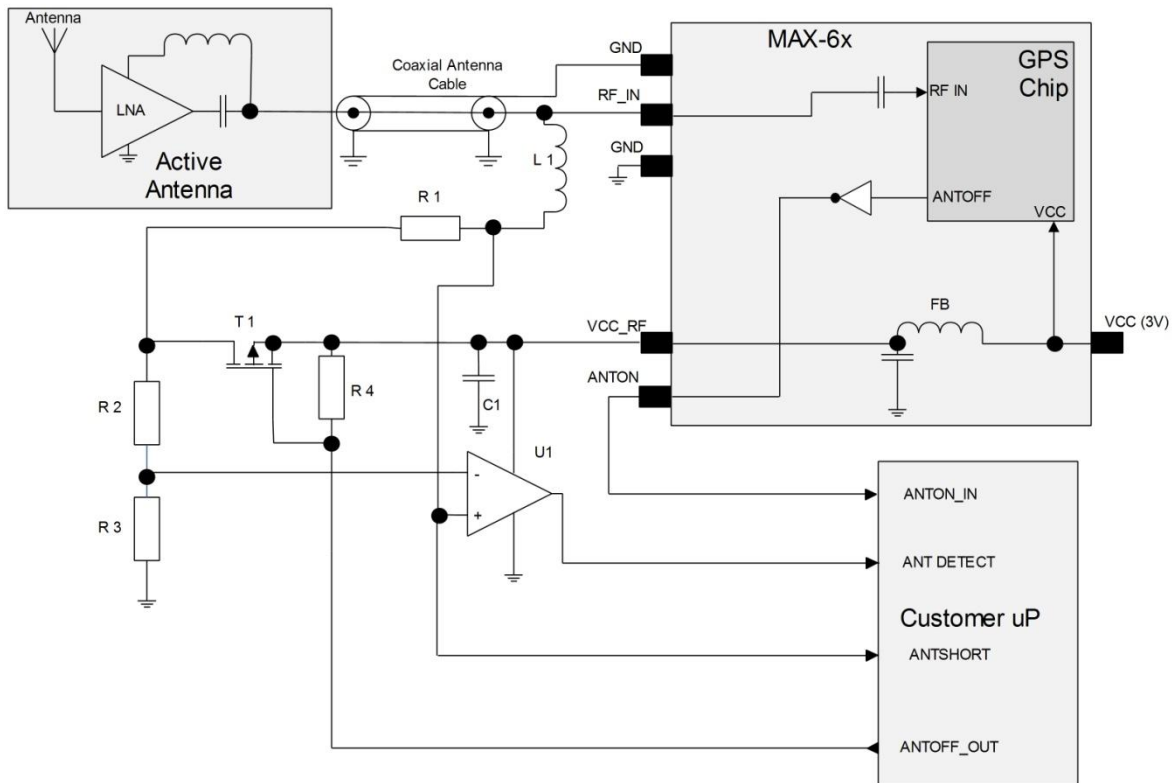 Antenna
LNA
Active
Antenna
Coaxial Antenna
Cable
GND
RF_IN
GND
MAX-6x
GPS
Chip
RF IN
ANTOFF
VCC
L 1
R 1
T 1
VCC_RF
FB
VCC (3V)
ANTON
R 2
R 4
C1
U1
-
+
R 3
ANTON_IN
ANT DETECT
Customer uP
ANTSHORT
ANTOFF_OUT